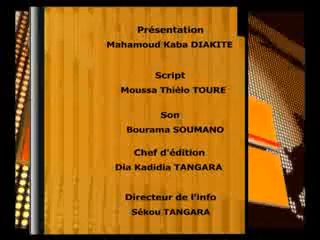 Présentation
Mahamoud Kaba DIAKITE
Script
Moussa Thièlo TOURE
Son
Bourama SOUMANO
Chef d'édition
Dia Kadidia TANGARA
Directeur de l'info
Sékou TANGARA